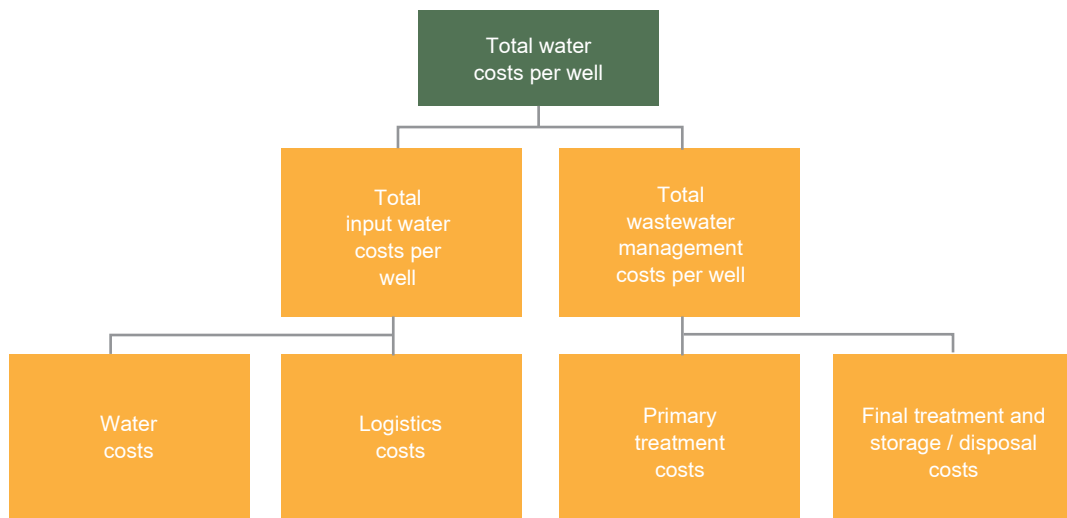 Total water
costs per well
Total
input water
costs per
well
Total
wastewater
management
costs per well
Water
costs
Logistics
costs
Primary
treatment
costs
Final treatment and
storage / disposal
costs